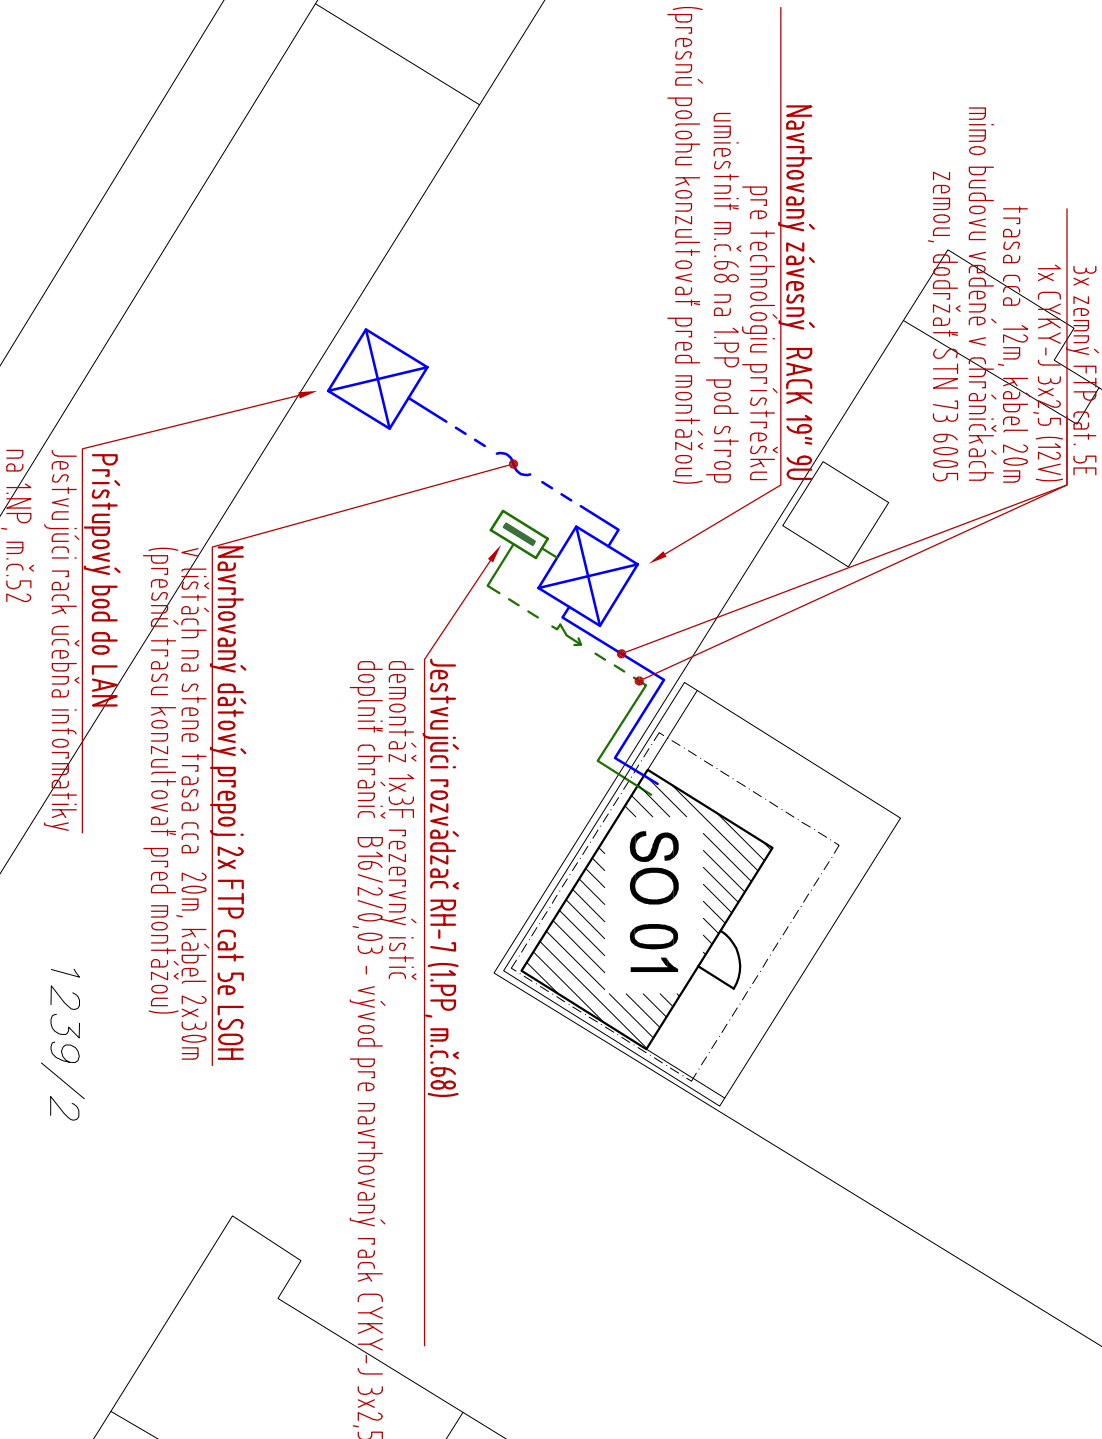 3x zemný FTP cat. 5E
1x CYKY-J 3x2,5 (12V)
trasa cca 12m, kábel 20m
mimo budovu vedené v chráničkách
zemou, dodržať STN 73 6005
Navrhovaný závesný RACK 19" 9U
pre technológiu prístrešku
umiestniť m.č.68 na 1.PP pod strop
(presnú polohu konzultovať pred montážou)
SO 01
Jestvujúci rozvádzač RH-7 (1.PP, m.č.68)
demontáž 1x3F rezervný istič
doplniť chránič B16/2/0,03 - vývod pre navrhovaný rack CYKY-J 3x2,5
Navrhovaný dátový prepoj 2x FTP cat 5e LSOH
v lištách na stene trasa cca 20m, kábel 2x30m
(presnú trasu konzultovať pred montážou)
Prístupový bod do LAN
Jestvujúci rack učebňa informatiky
na 1.NP, m.č.52
1239/2